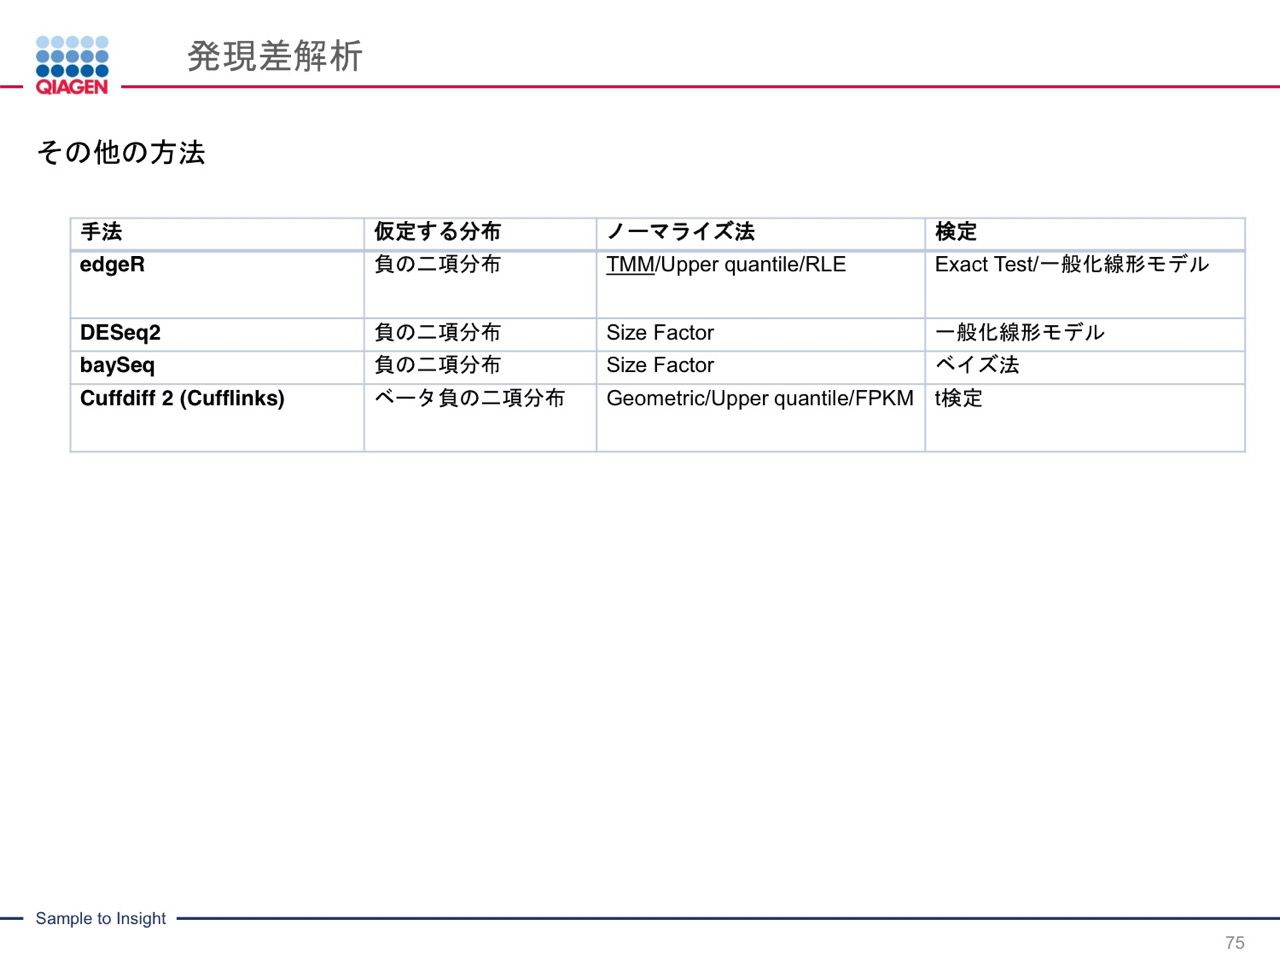 発現差解析
QIAGEN
その他の方法
手法 仮定する分布 ノーマライズ法 検定
edgeR 負の二項分布 TMM/Upper quantile/RLE Exact Test/一般化線形モデル
DESeq2 負の二項分布 Size Factor 一般化線形モデル
baySeq 負の二項分布 Size Factor ベイズ法
Cuffdiff 2 (Cufflinks) ベータ負の二項分布 Geometric/Upper quantile/FPKM t検定
Sample to Insight
75